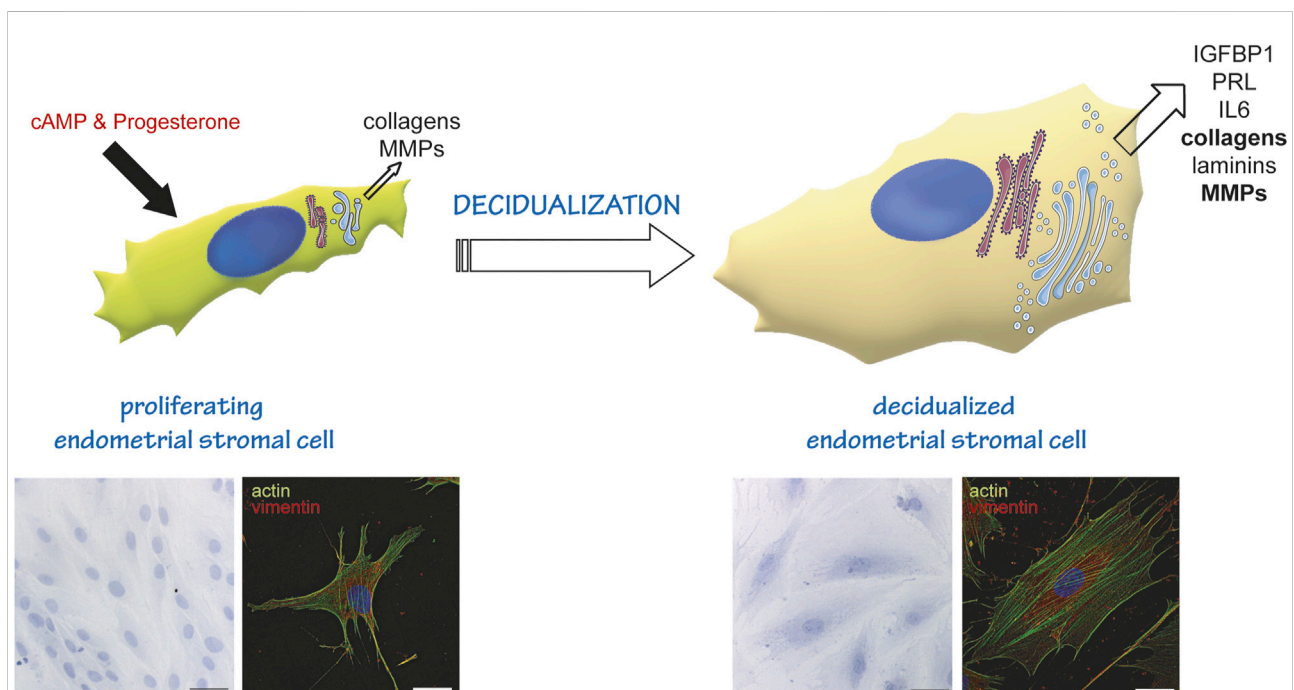 cAMP & Progesterone
collagens
MMPs
DECIDUALIZATION
IGFBP1
PRL
IL6
collagens
laminins
MMPs
proliferating
endometrial stromal cell
decidualized
endometrial stromal cell
actin
vimentin
actin
vimentin